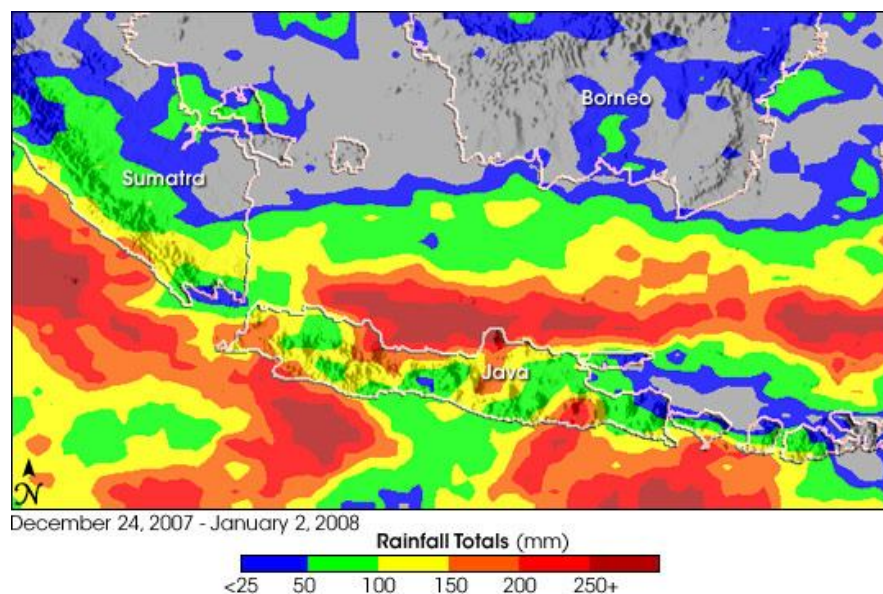 Borneo
Sumatra
Java
N
December 24, 2007 - January 2, 2008
Rainfall Totals (mm)
<25 50 100 150 200 250+